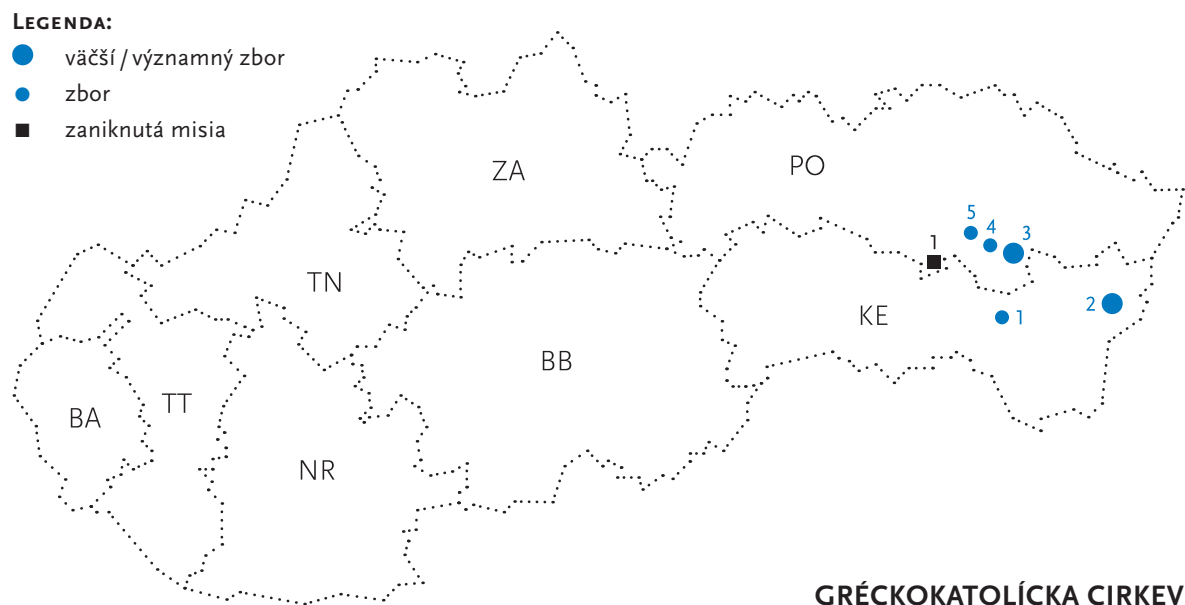 LEGENDA:
väčší / významný zbor
zbor
zaniknutá misia
ZA
PO
5
4
3
1
TN
2
KE
1
BB
TT
BA
NR
GRÉCKOKATOLÍCKA CIRKEV